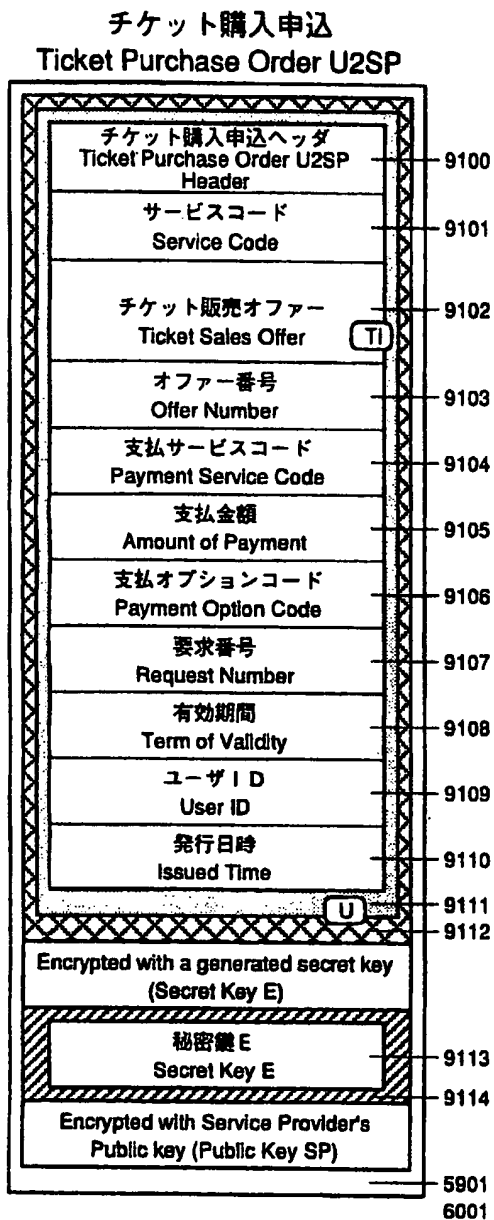 チケット購入申込
Ticket Purchase Order U2SP
チケット購入申込ヘッダ
Ticket Purchase Order U2SP
Header
9100
サービスコード
Service Code
9101
チケット販売オファー
Ticket Sales Offer
TI
9102
オファー番号
Offer Number
9103
支払サービスコード
Payment Service Code
9104
支払金額
Amount of Payment
9105
支払オプションコード
Payment Option Code
9106
要求番号
Request Number
9107
有効期間
Term of Validity
9108
ユーザID
User ID
9109
発行日時
Issued Time
9110
U
9111
9112
Encrypted with a generated secret key
(Secret Key E)
秘密鍵E
Secret Key E
9113
9114
Encrypted with Service Provider's
Public key (Public Key SP)
5901
6001